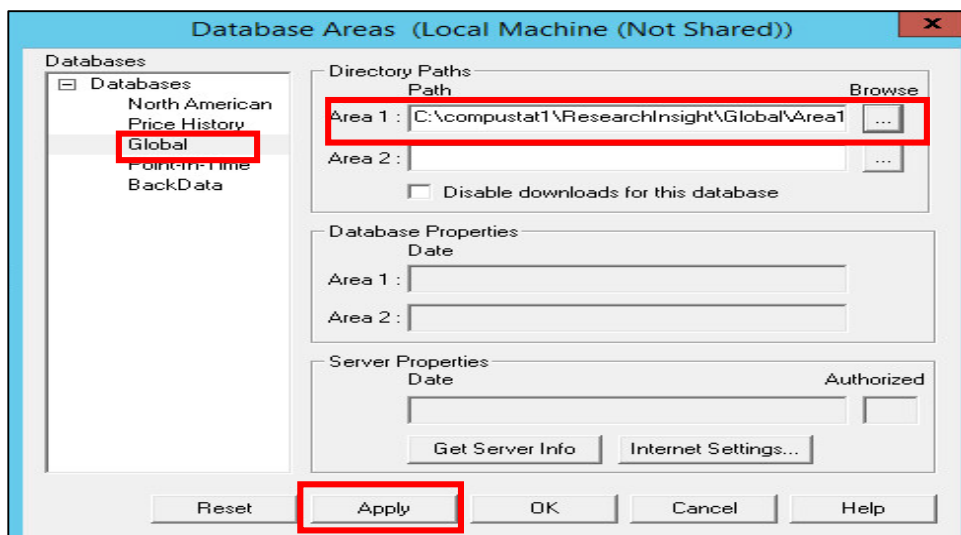 Database Areas (Local Machine (Not Shared))
x
Databases
Databases
North American
Price History
Global
Point-In-Time
BackData
Directory Paths
Path
Browse
Area 1 : C:\compustat1\ResearchInsight\Global\Area1 ...
Area 2 : ...
Disable downloads for this database
Database Properties
Date
Area 1 :
Area 2 :
Server Properties
Date
Authorized
Get Server Info
Internet Settings...
Reset
Apply
OK
Cancel
Help